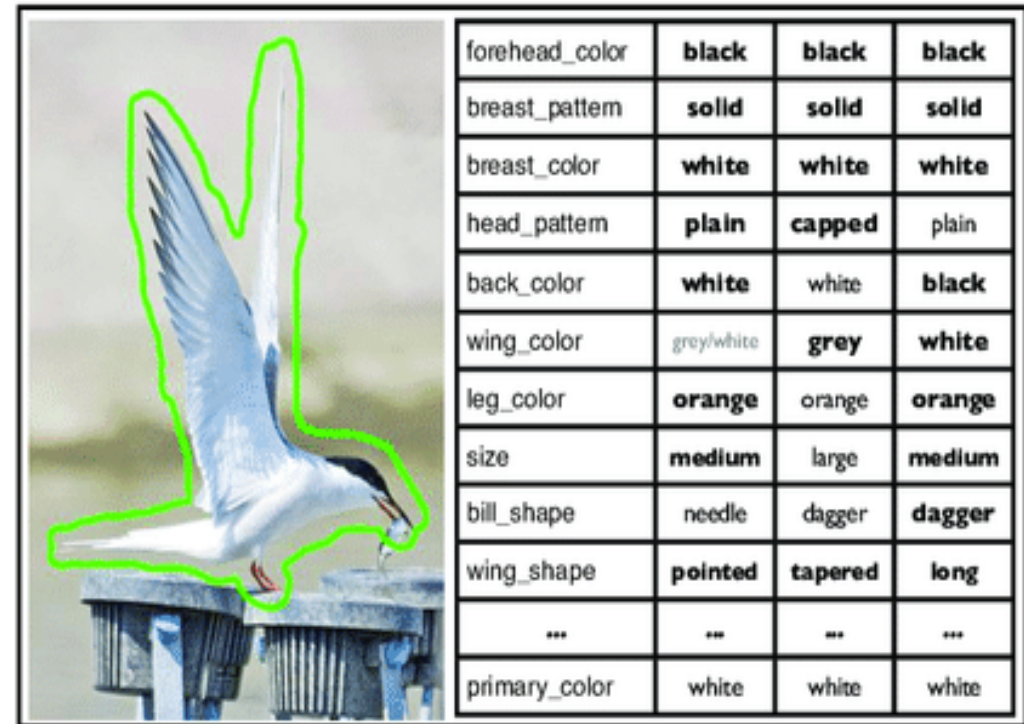 forehead_color black black black
breast_pattern solid solid solid
breast_color white white white
head_pattern plain capped plain
back_color white white black
wing_color grey/white grey white
leg_color orange orange orange
size medium large medium
bill_shape needle dagger dagger
wing_shape pointed tapered long
... ... ... ...
primary_color white white white